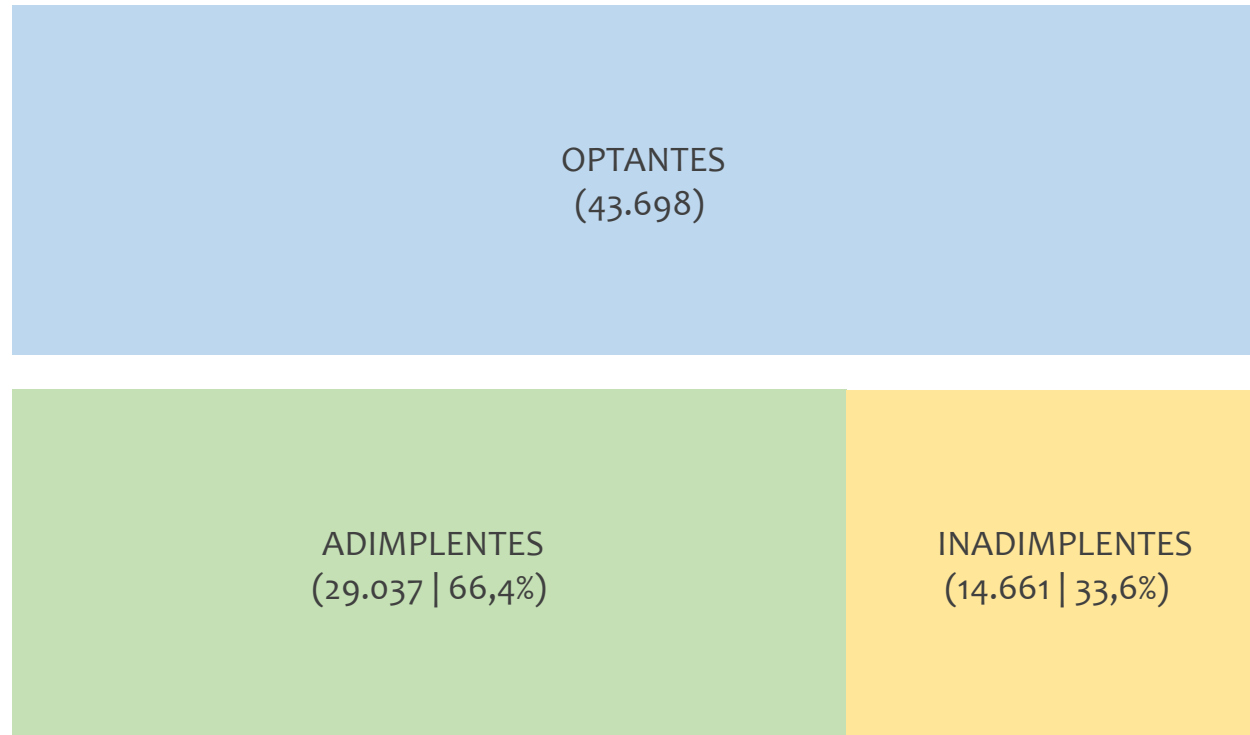 OPTANTES
(43.698)
ADIMPLENTES
(29.037 | 66,4%)
INADIMPLENTES
(14.661 | 33,6%)